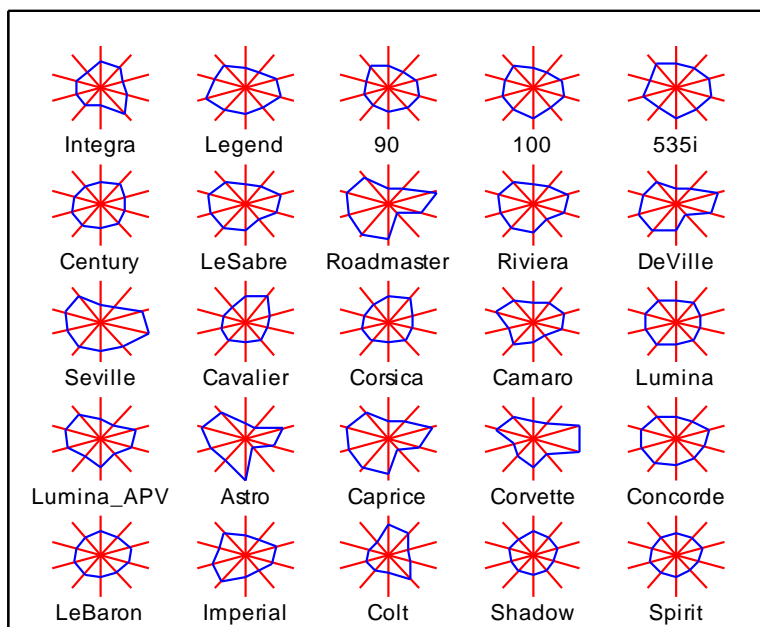 Integra Legend 90 100 535i
Century LeSabre Roadmaster Riviera DeVille
Seville Cavalier Corsica Camaro Lumina
Lumina_APV Astro Caprice Corvette Concorde
LeBaron Imperial Colt Shadow Spirit